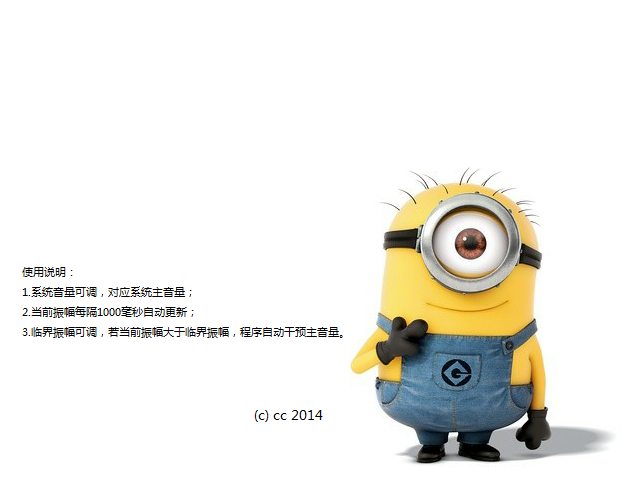 使用说明：
1.系统音量可调，对应系统主音量；
2.当前振幅每隔1000毫秒自动更新；
3.临界振幅可调，若当前振幅大于临界振幅，程序自动干预主音量。
(c) cc 2014